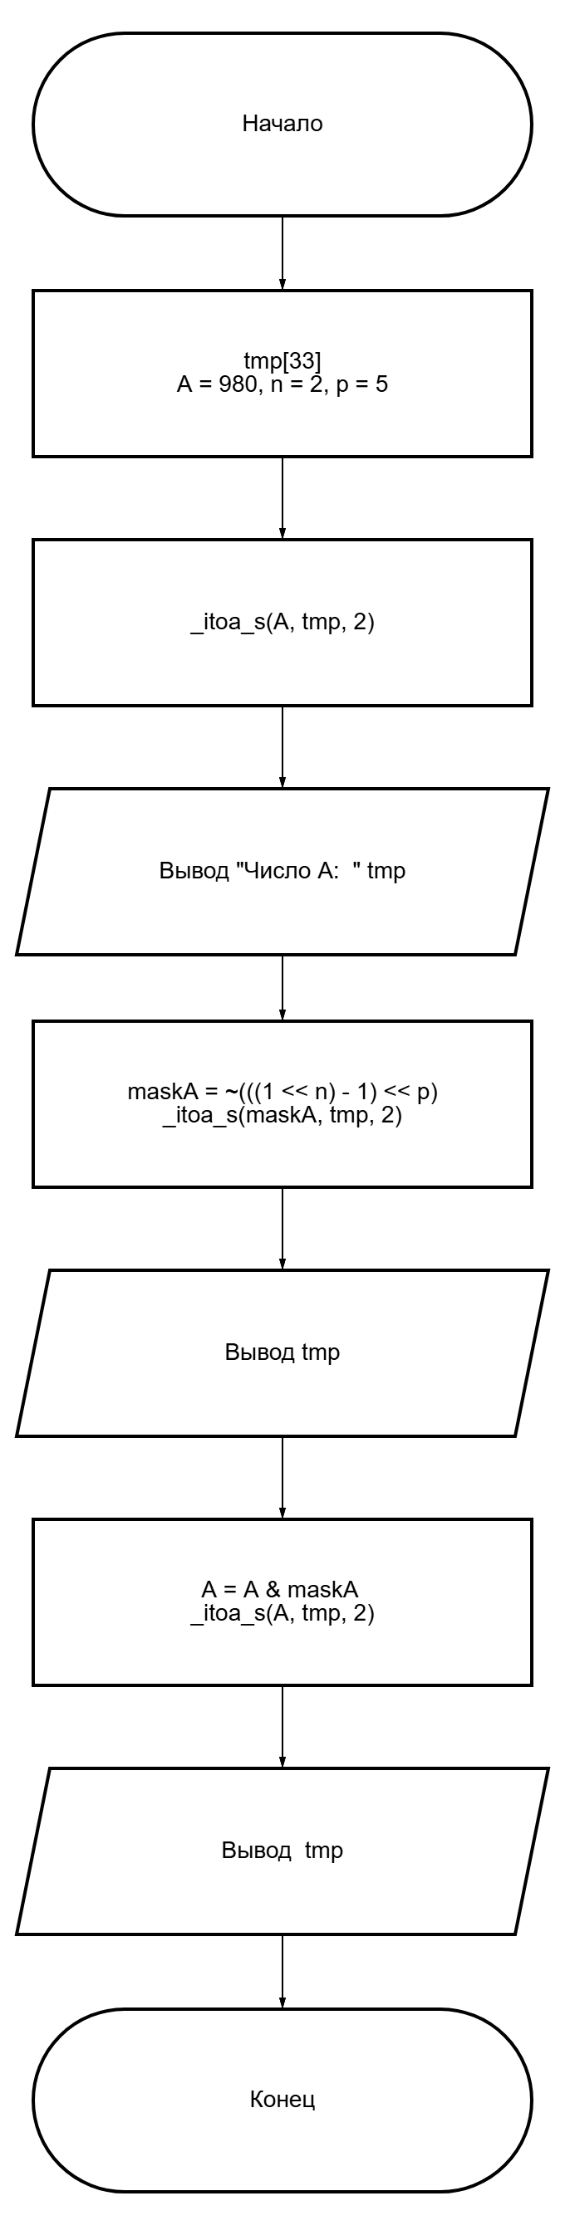 Начало
tmp[33]
A = 980, n = 2, p = 5
_itoa_s(A, tmp, 2)
Вывод "Число А:  " tmp
maskA = ~(((1 << n) - 1) << p)
_itoa_s(maskA, tmp, 2)
Вывод tmp
A = A & maskA
_itoa_s(A, tmp, 2)
Вывод  tmp
Конец